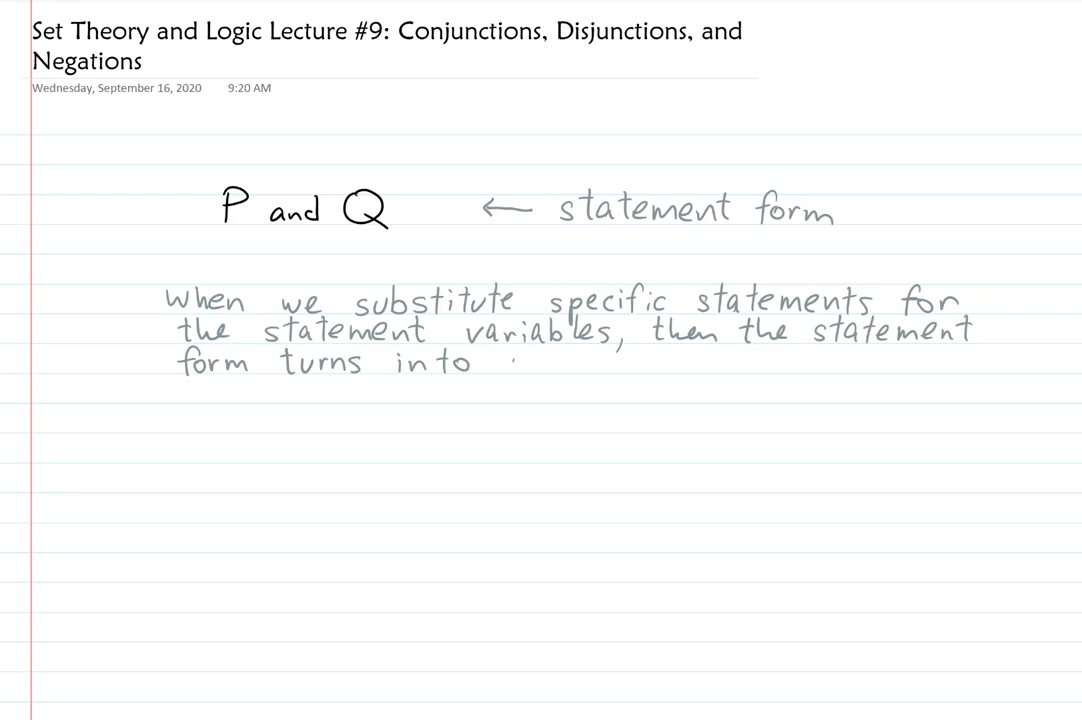 Set Theory and Logic Lecture #9: Conjunctions, Disjunctions, and
Negations
Wednesday, September 16, 2020 9:20 AM
P and Q ← statement form
when we substitute specific statements for
the statement variables, then the statement
form turns into